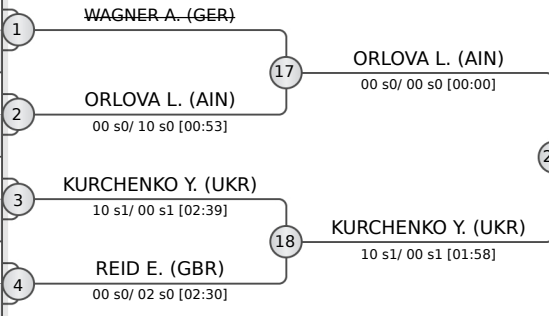 WAGNER A. (GER)
1
17
ORLOVA L. (AIN)
00 s0/ 00 s0 [00:00]
ORLOVA L. (AIN)
2
00 s0/ 10 s0 [00:53]
KURCHENKO Y. (UKR)
3
10 s1/ 00 s1 [02:39]
18
KURCHENKO Y. (UKR)
10 s1/ 00 s1 [01:58]
REID E. (GBR)
4
00 s0/ 02 s0 [02:30]